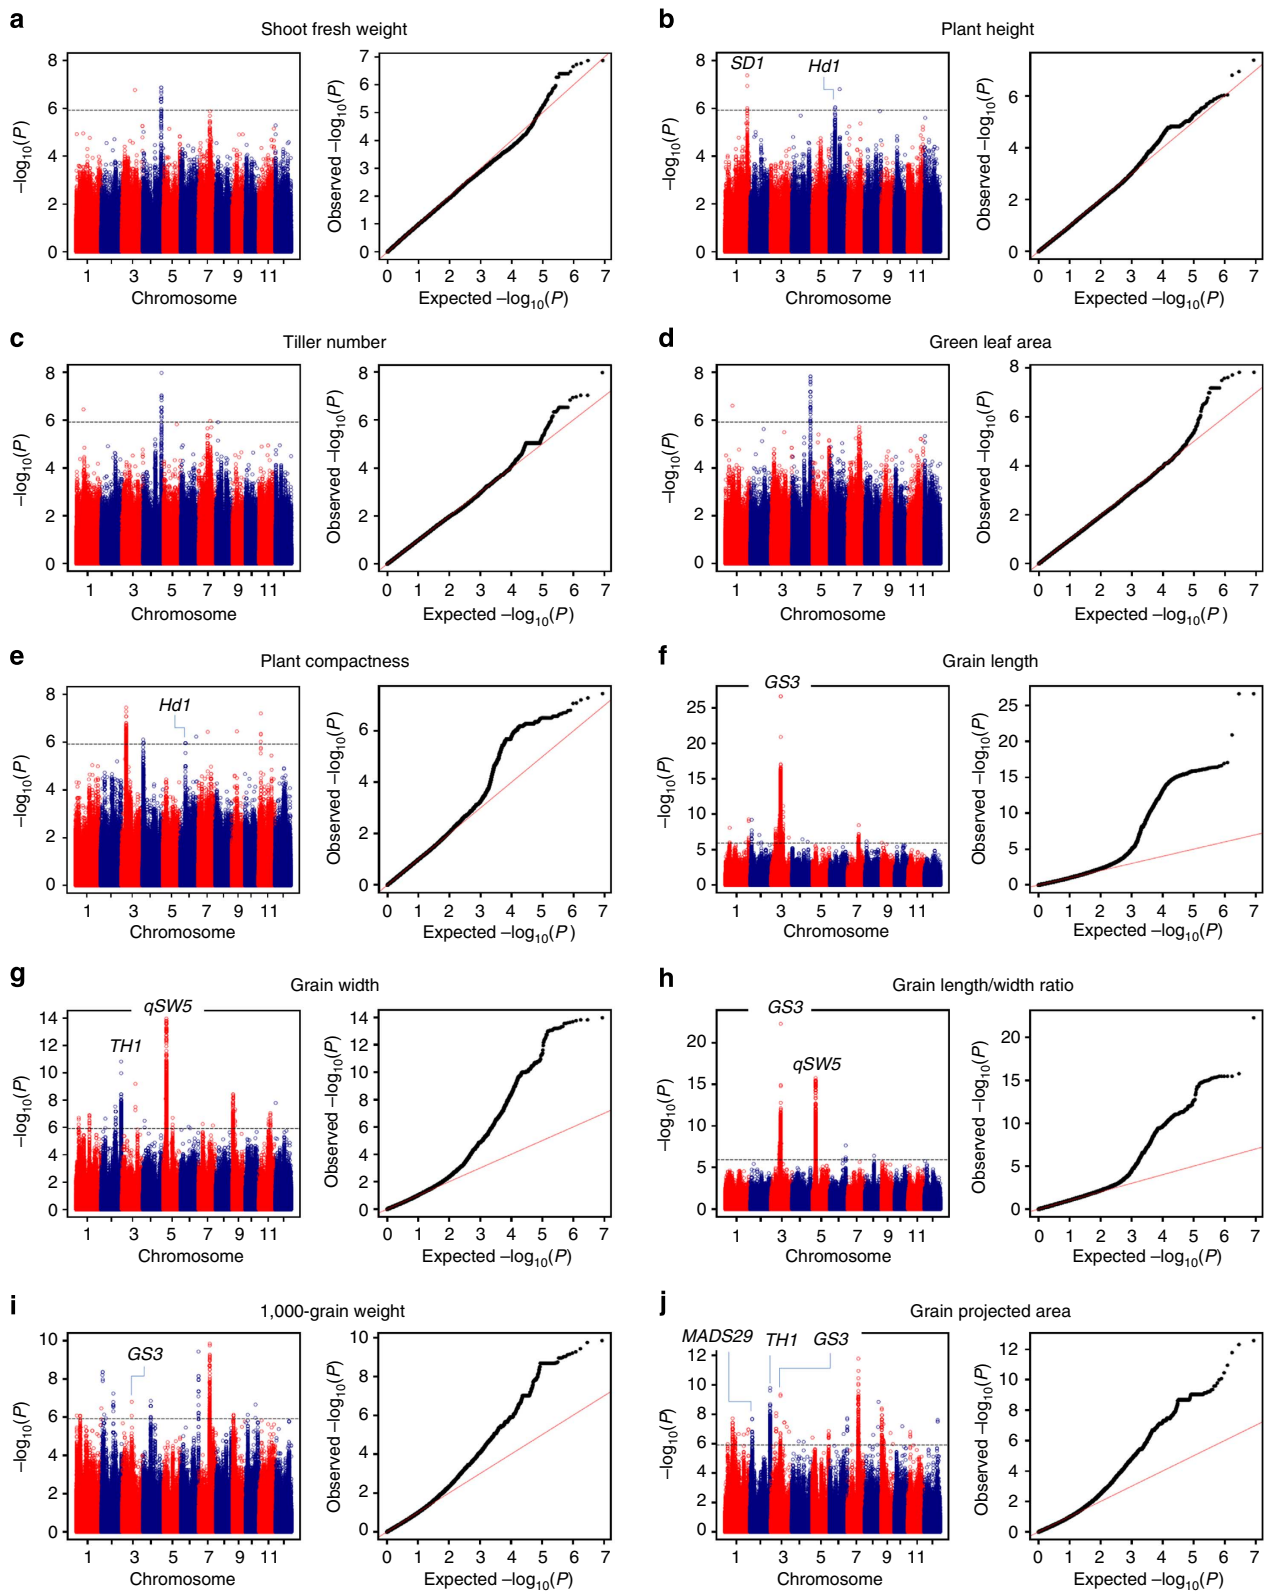 a
Shoot fresh weight
8
6
4
2
0
–log10(P)
1 3 5 7 9 11
Chromosome
7
6
5
4
3
2
1
0
Observed –log10(P)
0 1 2 3 4 5 6 7
Expected –log10(P)
b
Plant height
SD1
Hd1
8
6
4
2
0
–log10(P)
1 3 5 7 9 11
Chromosome
6
4
2
0
Observed –log10(P)
0 1 2 3 4 5 6 7
Expected –log10(P)
c
Tiller number
8
6
4
2
0
–log10(P)
1 3 5 7 9 11
Chromosome
8
6
4
2
0
Observed –log10(P)
0 1 2 3 4 5 6 7
Expected –log10(P)
d
Green leaf area
8
6
4
2
0
–log10(P)
1 3 5 7 9 11
Chromosome
8
6
4
2
0
Observed –log10(P)
0 1 2 3 4 5 6 7
Expected –log10(P )
e
Plant compactness
Hd1
8
6
4
2
0
–log10(P)
1 3 5 7 9 11
Chromosome
6
4
2
0
Observed –log10(P)
0 1 2 3 4 5 6 7
Expected –log10(P )
f
Grain length
GS3
25
20
15
10
5
0
–log10(P)
1 3 5 7 9 11
Chromosome
25
20
15
10
5
0
Observed –log10(P)
0 1 2 3 4 5 6 7
Expected –log10(P)
g
Grain width
qSW5
TH1
14
12
10
8
6
4
2
0
–log10(P)
1 3 5 7 9 11
Chromosome
14
12
10
8
6
4
2
0
Observed –log10(P)
0 1 2 3 4 5 6 7
Expected –log10(P)
h
Grain length/width ratio
GS3
qSW5
20
15
10
5
0
–log10(P)
1 3 5 7 9 11
Chromosome
20
15
10
5
0
Observed –log10(P)
0 1 2 3 4 5 6 7
Expected –log10(P)
i
1,000-grain weight
GS3
10
8
6
4
2
0
–log10(P)
1 3 5 7 9 11
Chromosome
10
8
6
4
2
0
Observed –log10(P)
0 1 2 3 4 5 6 7
Expected –log10(P)
j
Grain projected area
MADS29 TH1 GS3
12
10
8
6
4
2
0
–log10(P)
1 3 5 7 9 11
Chromosome
12
10
8
6
4
2
0
Observed –log10(P)
0 1 2 3 4 5 6 7
Expected –log10(P)